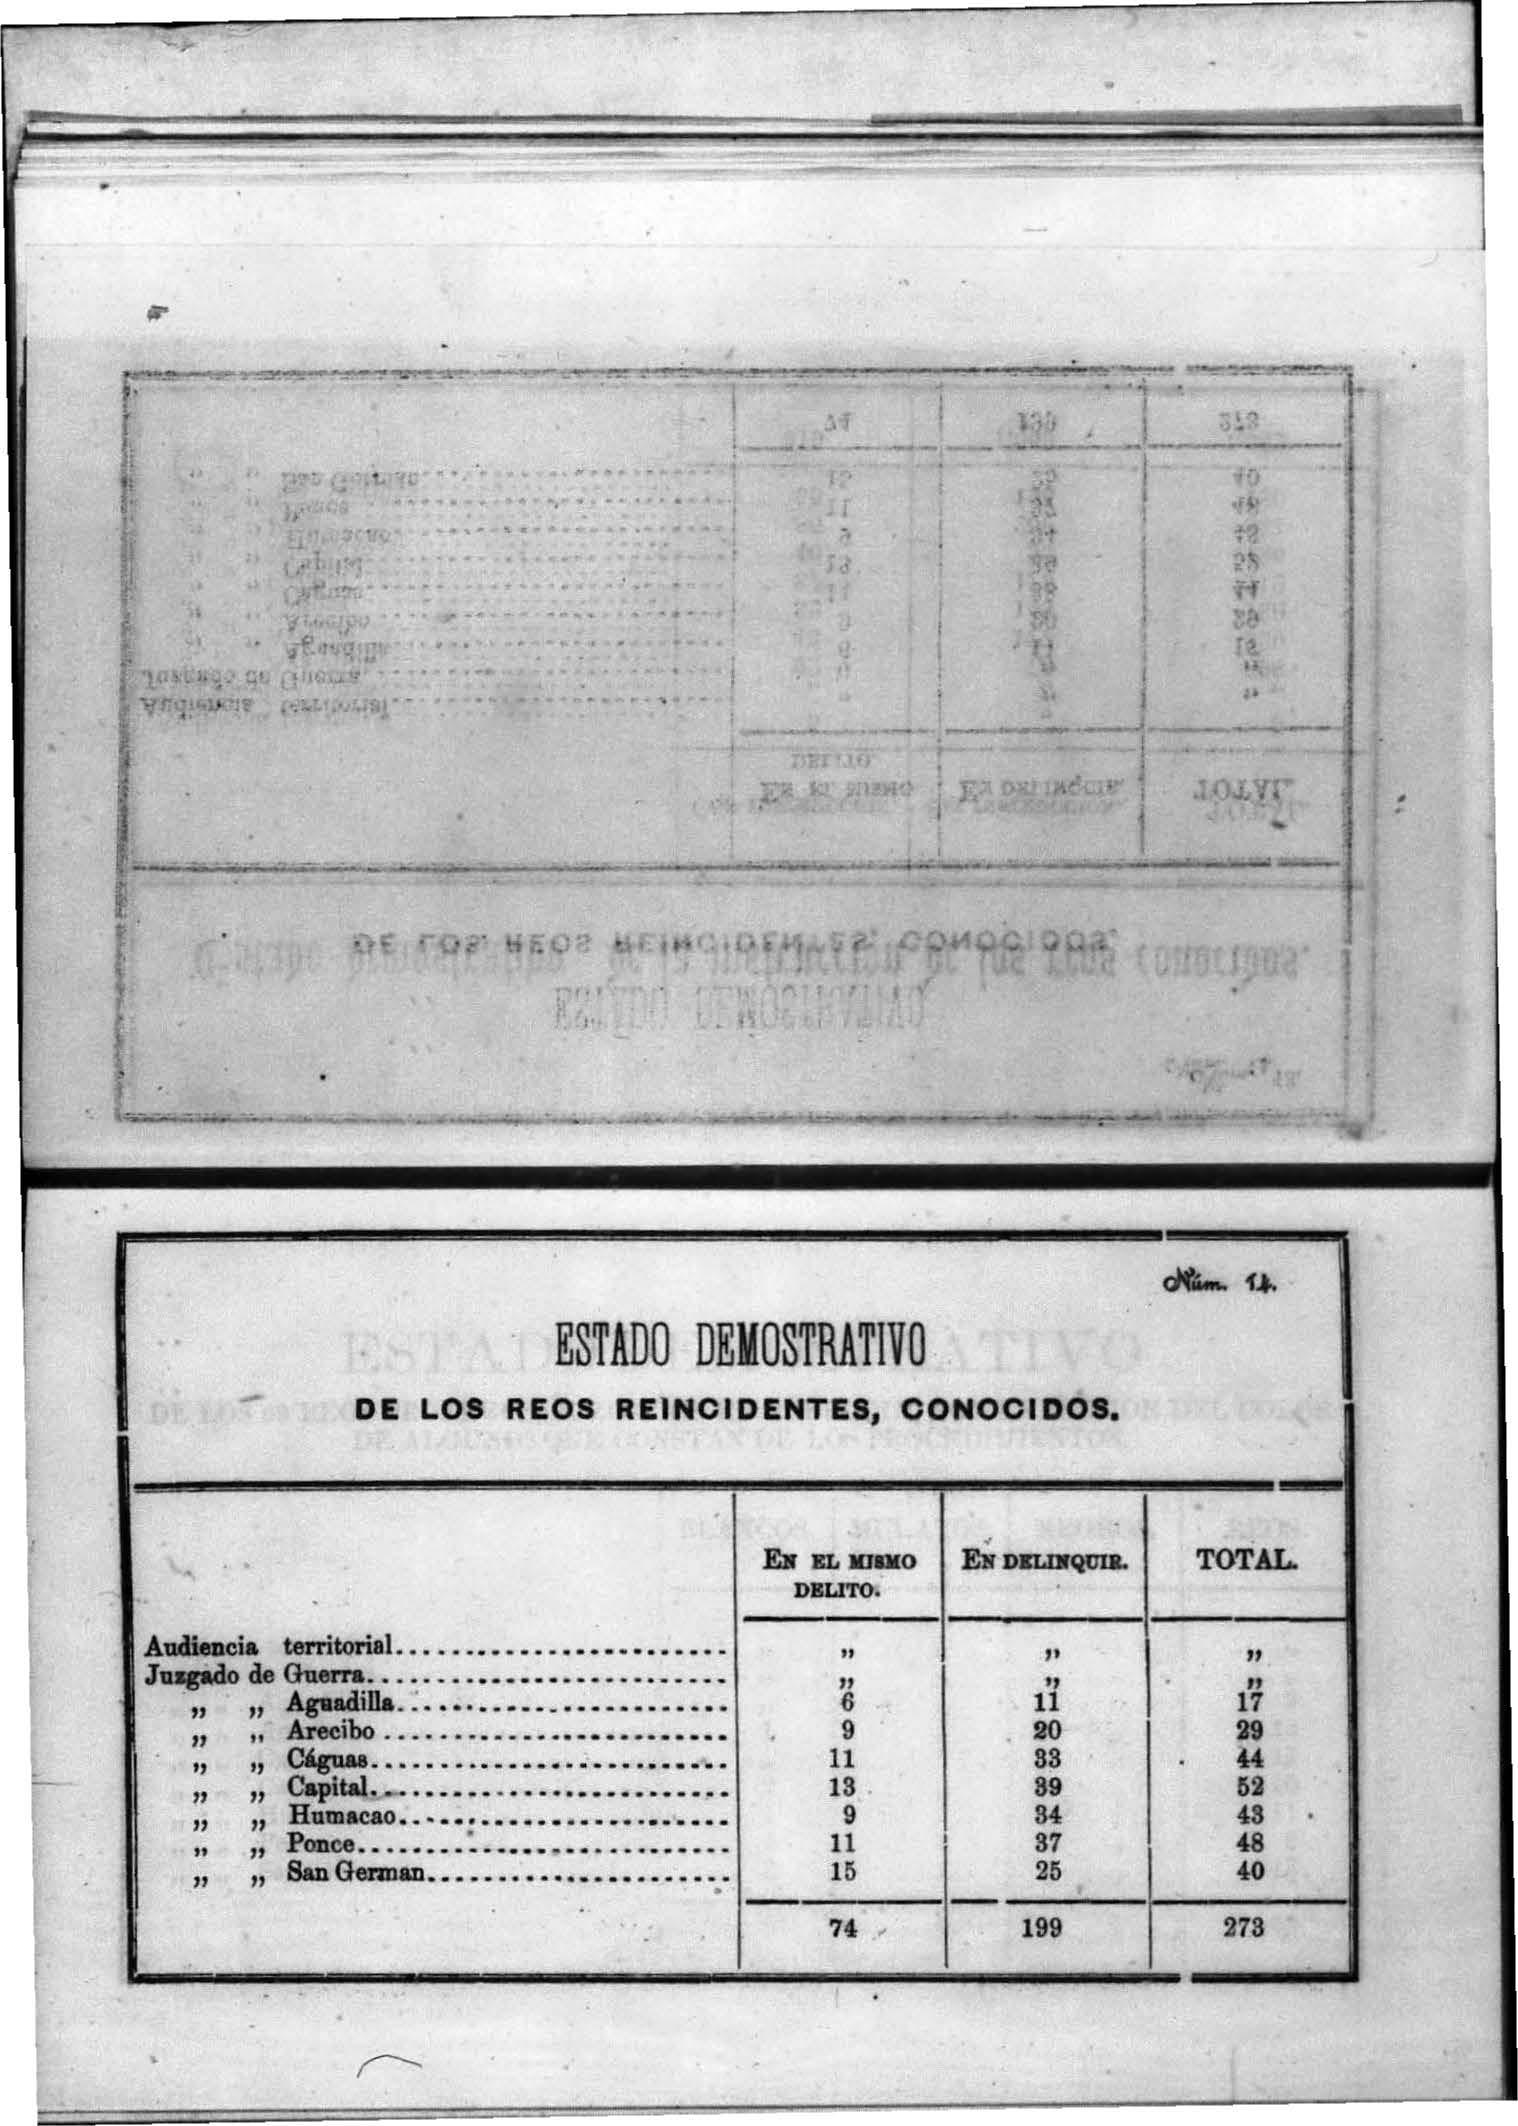 Núm. 14.
ESTADO DEMOSTRATIVO
DE LOS REOS REINCIDENTES, CONOCIDOS.
EN EL MISMO DELITO. EN DELINQUIR. TOTAL.
Audiencia territorial.......................... „ „ „
Juzgado de Guerra............................ „ „ „
„ „ Aguadilla.......................... 6 11 17
„ „ Arecibo .......................... 9 20 29
„ „ Cáguas............................ 11 33 44
„ „ Capital............................ 13 39 52
„ „ Humacao.......................... 9 34 43
„ „ Ponce............................ 11 37 48
„ „ San German....................... 15 25 40
74 199 273